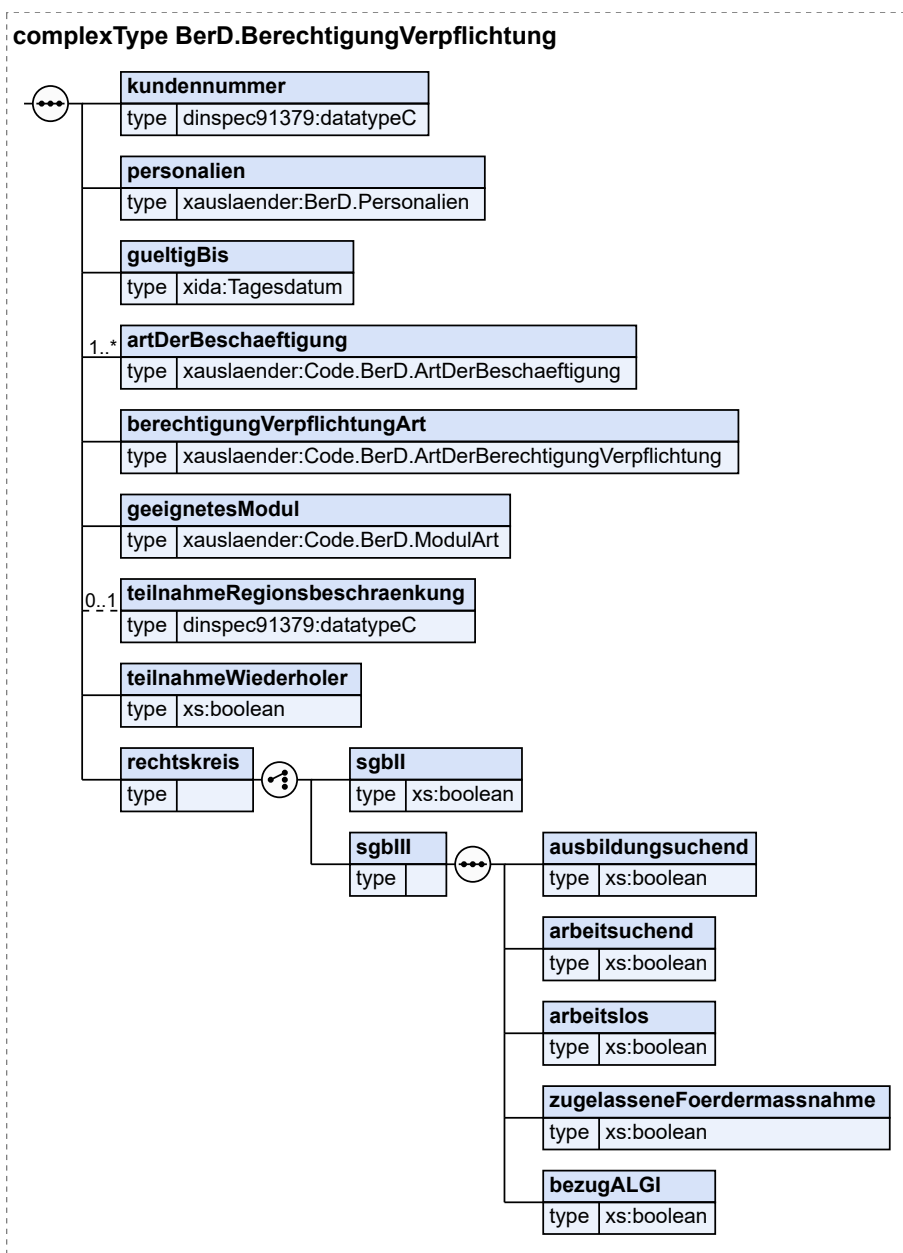 complexType BerD.BerechtigungVerpflichtung
kundennummer
type dinspec91379:datatypeC
personalien
type xauslaender:BerD.Personalien
gueltigBis
type xida:Tagesdatum
1..* artDerBeschaeftigung
type xauslaender:Code.BerD.ArtDerBeschaeftigung
berechtigungVerpflichtungArt
type xauslaender:Code.BerD.ArtDerBerechtigungVerpflichtung
geeignetesModul
type xauslaender:Code.BerD.ModulArt
0..1 teilnahmeRegionsbeschraenkung
type dinspec91379:datatypeC
teilnahmeWiederholer
type xs:boolean
rechtskreis
type
sgbII
type xs:boolean
sgbIII
type
ausbildungsuchend
type xs:boolean
arbeitsuchend
type xs:boolean
arbeitslos
type xs:boolean
zugelasseneFoerdermassnahme
type xs:boolean
bezugALGI
type xs:boolean